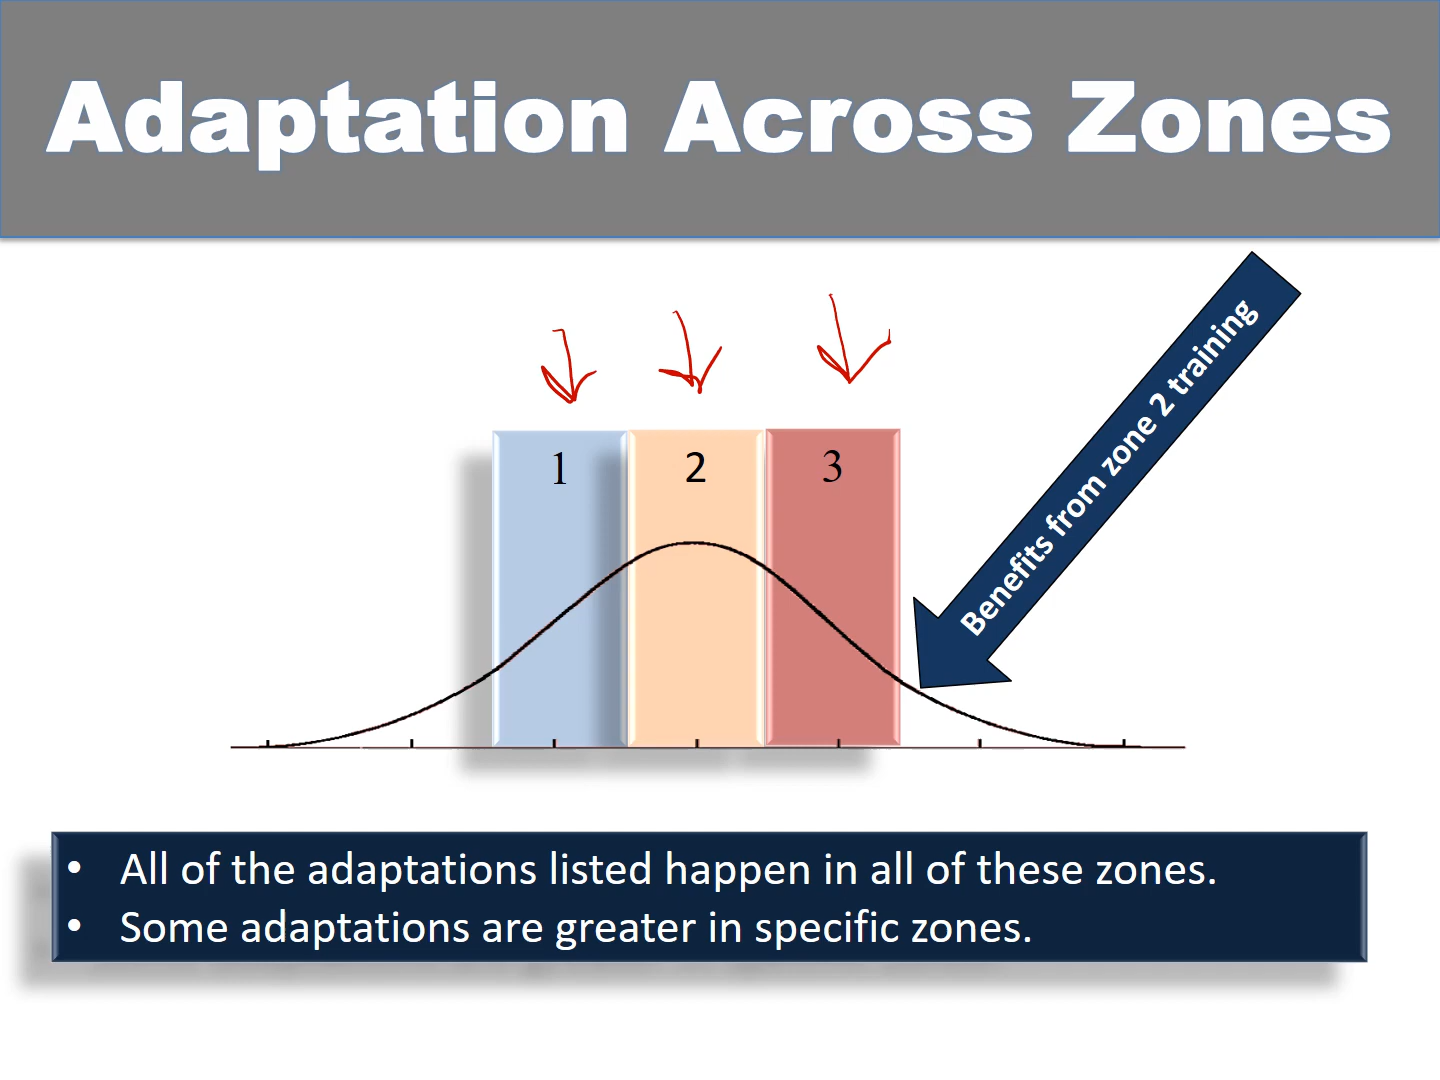 Adaptation Across Zones
Benefits from zone 2 training
1
2
3
• All of the adaptations listed happen in all of these zones.
• Some adaptations are greater in specific zones.